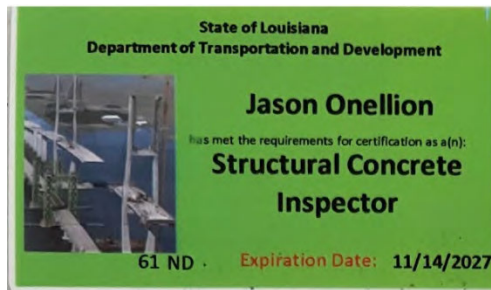 State of Louisiana
Department of Transportation and Development
Jason Onellion
has met the requirements for certification as a(n):
Structural Concrete
Inspector
61 ND .
Expiration Date: 11/14/2027